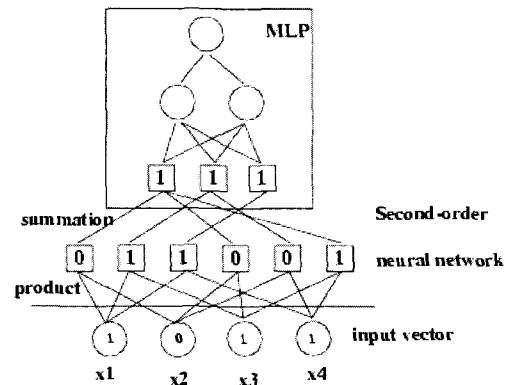 MLP
1 1 1
summation
Second-order
0 1 1 0 0 1
neural network
product
1 0 1 1
input vector
x1 x2 x3 x4